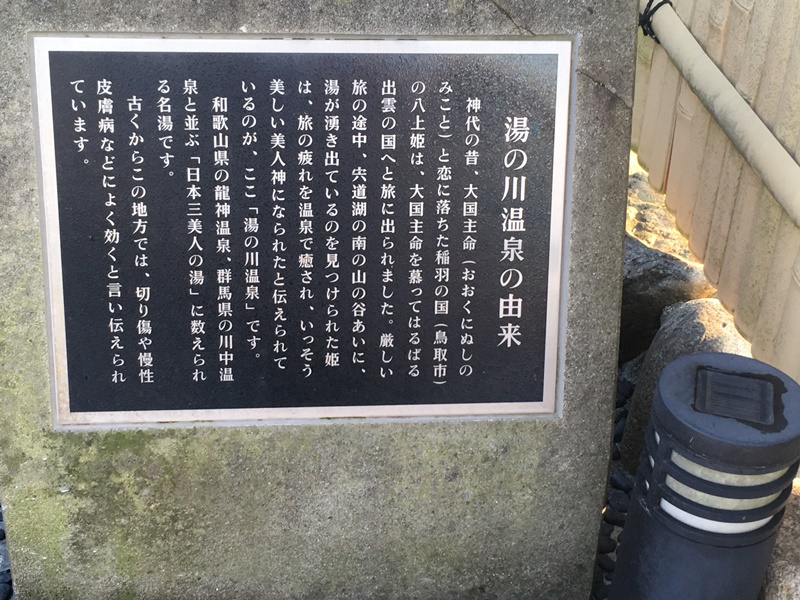 湯の川温泉の由来
神代の昔、大国主命(おおくにぬしの
みこと)と恋に落ちた稲羽の国(鳥取市)
の八上姫は、大国主命を慕ってはるばる
出雲の国へと旅に出られました。厳しい
旅の途中、宍道湖の南の山の谷あいに、
湯が湧き出ているのを見つけられた姫
は、旅の疲れを温泉で癒され、いっそう
美しい美人神になられたと伝えられて
いるのが、ここ「湯の川温泉」です。
和歌山県の龍神温泉、群馬県の川中温
泉と並ぶ「日本三美人の湯」に数えられ
る名湯です。
古くからこの地方では、切り傷や慢性
皮膚病などによく効くと言い伝えられ
ています。